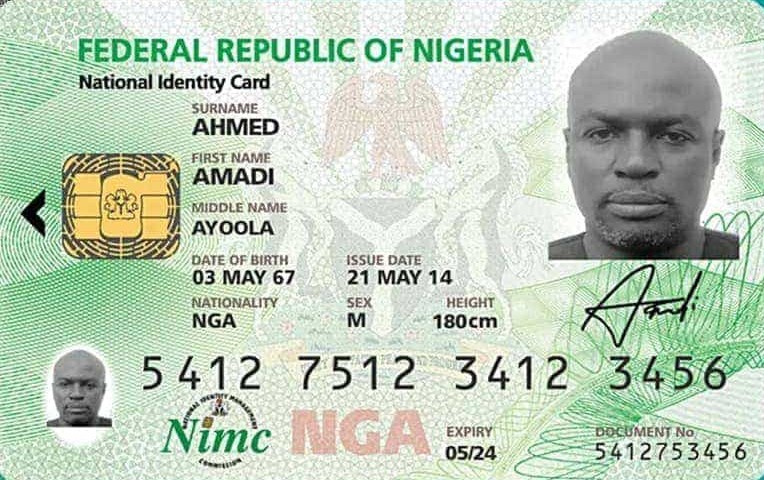 FEDERAL REPUBLIC OF NIGERIA
National Identity Card
SURNAME
AHMED
FIRST NAME
AMADI
MIDDLE NAME
AYOOLA
DATE OF BIRTH ISSUE DATE
03 MAY 67 21 MAY 14
NATIONALITY SEX HEIGHT
NGA M 180cm
Amadi
5412 7512 3412 3456
NATIONAL IDENTITY MANAGEMENT
COMMISSION
Nimc NGA
EXPIRY DOCUMENT No
05/24 5412753456